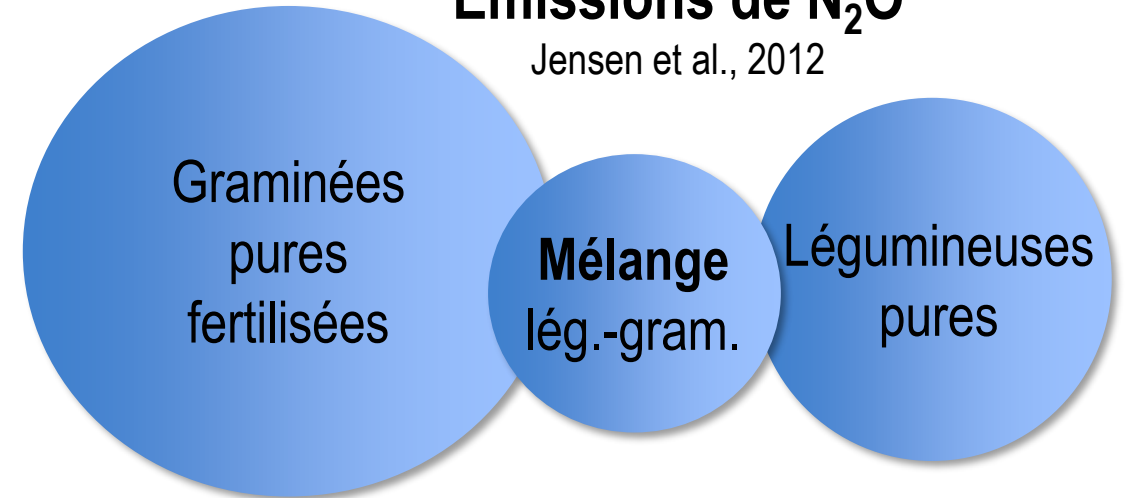 Émissions de N₂O
Jensen et al., 2012
Graminées
pures
fertilisées
Mélange
lég.-gram.
Légumineuses
pures